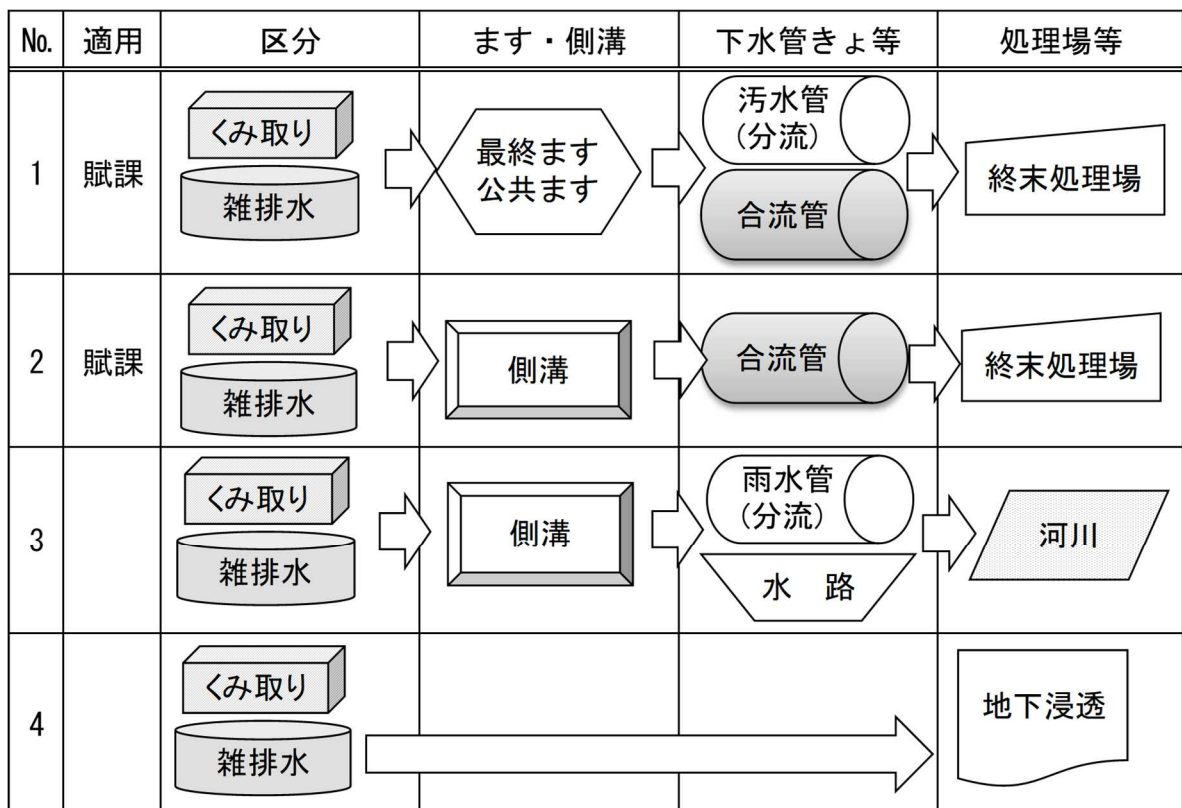 No. 適用 区分 ます・側溝 下水管きょ等 処理場等
1 賦課
くみ取り
雑排水
最終ます
公共ます
汚水管
(分流)
合流管
終末処理場
2 賦課
くみ取り
雑排水
側溝
合流管
終末処理場
3
くみ取り
雑排水
側溝
雨水管
(分流)
水 路
河川
4
くみ取り
雑排水
地下浸透